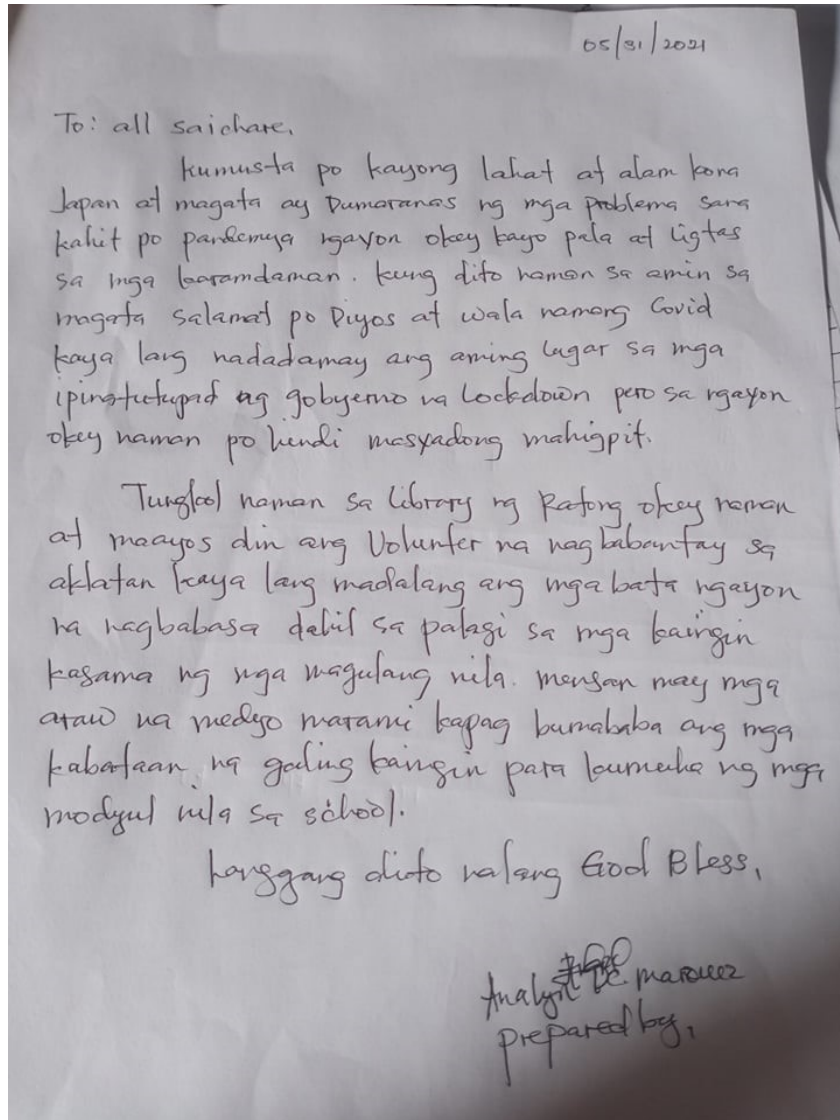 05/31/2021
To: all saichare,
Kumusta po kayong lahat at alam kona
Japan at magata ay Dumaranas ng mga problema sana
kahit po pandemya ngayon okey kayo pala at ligtas
sa mga karamdaman. kung dito naman sa amin sa
magata salamat po Diyos at wala namang Covid
kaya lang nadadamay ang aming lugar sa mga
ipinatutupad ng gobyerno na Lockdown pero sa ngayon
okey naman po hendi masyadong mahigpit.
Tungkol naman sa Library ng okey naman
at maayos din ang Volunter na nagbabantay sa
aklatan kaya lang madalang ang mga bata ngayon
na nagbabasa dahil sa palagi sa mga kaingin
kasama ng mga magulang nila. mensan may mga
araw na medyo marami kapag bumababa ang mga
kabataan na galing kaingin para kumuha ng mga
modyul nila sa school.
hanggang dito nalang God Bless,
prepared by,